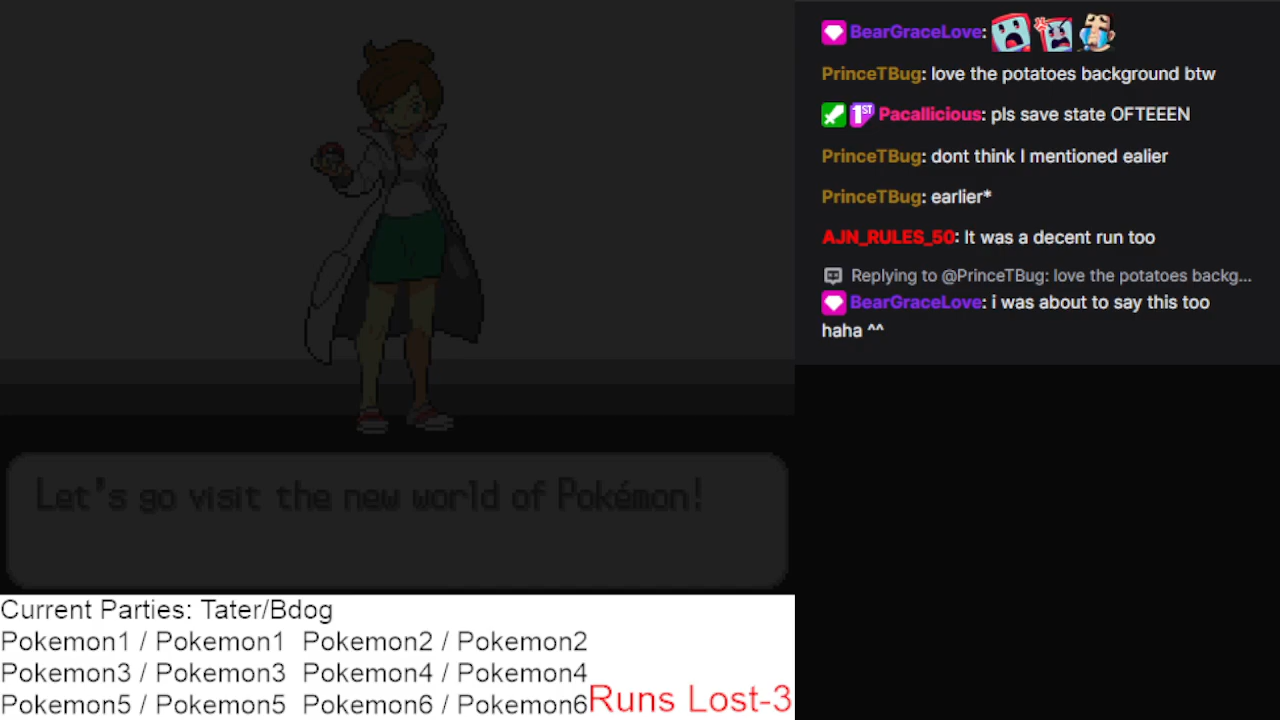 BearGraceLove:
PrinceTBug: love the potatoes background btw
1ST Pacallicious: pls save state OFTEEEN
PrinceTBug: dont think I mentioned ealier
PrinceTBug: earlier*
AJN_RULES_50: It was a decent run too
Replying to @PrinceTBug: love the potatoes backg...
BearGraceLove: i was about to say this too
haha ^^
Let's go visit the new world of Pokémon!
Current Parties: Tater/Bdog
Pokemon1 / Pokemon1 Pokemon2 / Pokemon2
Pokemon3 / Pokemon3 Pokemon4 / Pokemon4
Pokemon5 / Pokemon5 Pokemon6 / Pokemon6
Runs Lost-3